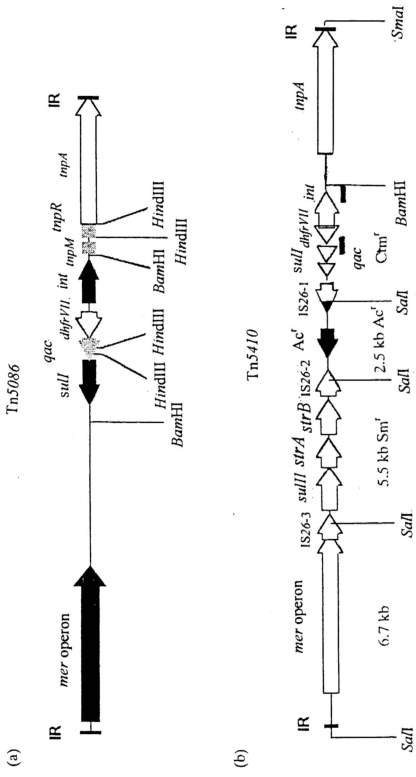 (a)
Tn5086
IR
mer operon
sulI
qac
dhfrVII.
int
tnpM
tnpR
tnpA
IR
BamHI
HindIII
HindIII
BamHI
HindIII
HindIII
(b)
Tn5410
IR
mer operon
IS26-3
sulII
strA
strB
IS26-2
Acʳ
IS26-1
sulI
dhfrVII
int
tnpA
IR
qac
6.7 kb
5.5 kb Smʳ
2.5 kb Acʳ
Ctmʳ
SalI
SalI
SalI
SalI
BamHI
SmaI